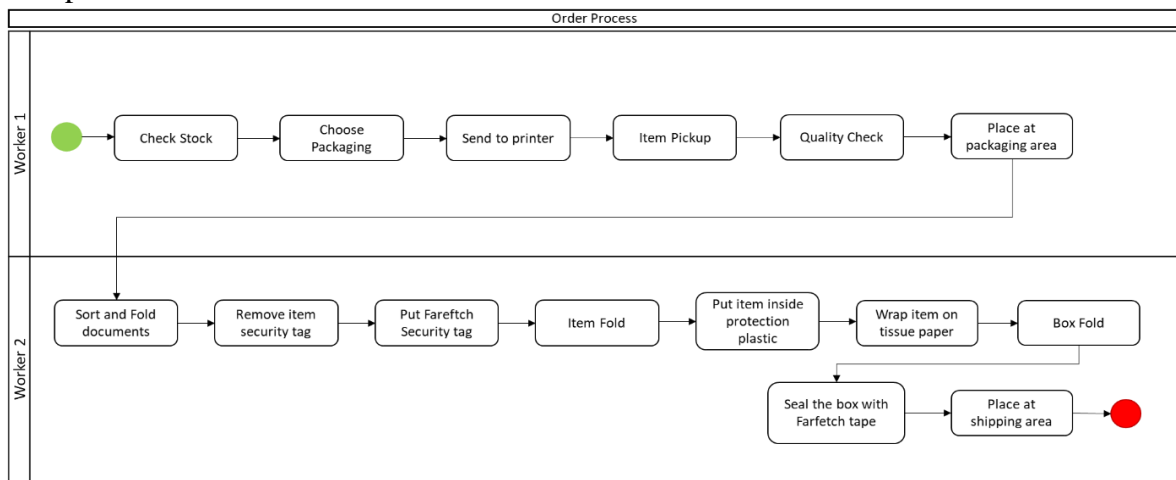 Order Process
Worker 1
Check Stock
Choose
Packaging
Send to printer
Item Pickup
Quality Check
Place at
packaging area
Worker 2
Sort and Fold
documents
Remove item
security tag
Put Fareftch
Security tag
Item Fold
Put item inside
protection
plastic
Wrap item on
tissue paper
Box Fold
Seal the box with
Farfetch tape
Place at
shipping area